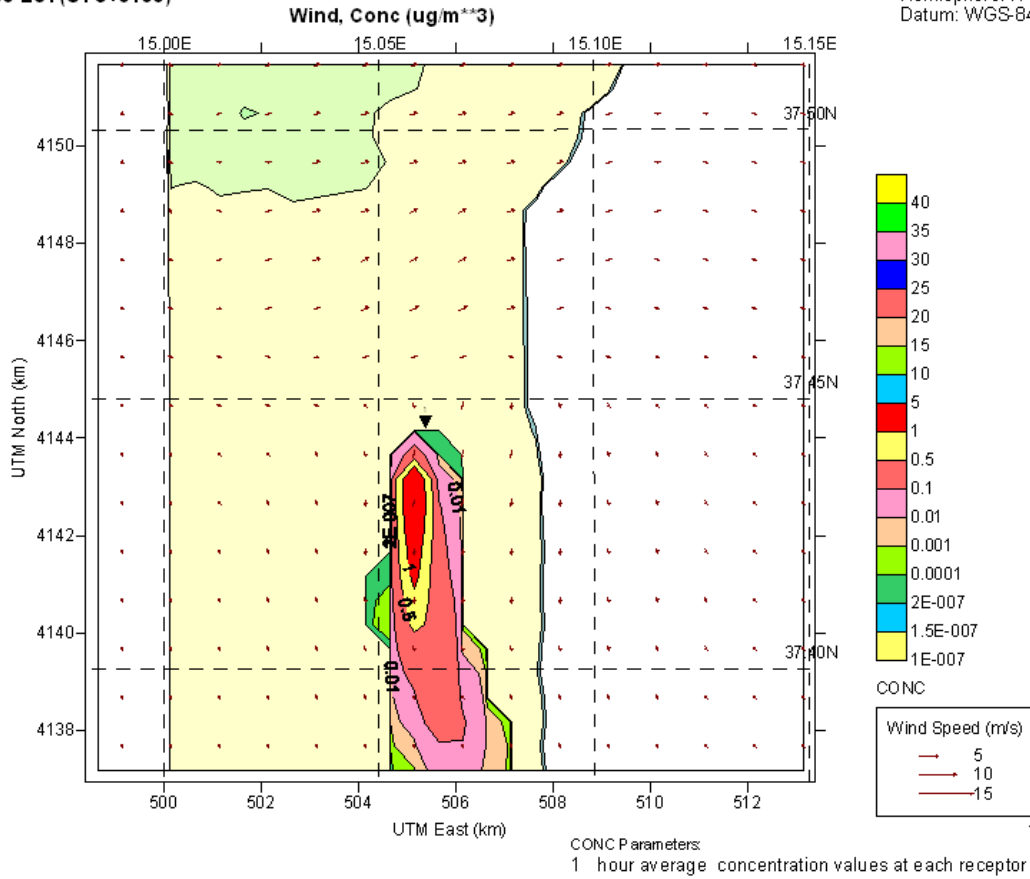 Wind, Conc (ug/m**3)
Datum: WGS-84
15.00E 15.05E 15.10E 15.15E
37.50N
4150
4148
4146
37.45N
4144
4142
4140
37.40N
4138
UTM North (km)
500 502 504 506 508 510 512
UTM East (km)
0.01
2E-007
1
0.5
0.01
40
35
30
25
20
15
10
5
1
0.5
0.1
0.01
0.001
0.0001
2E-007
1.5E-007
1E-007
CONC
Wind Speed (m/s)
5
10
15
CONC Parameters:
1 hour average concentration values at each receptor